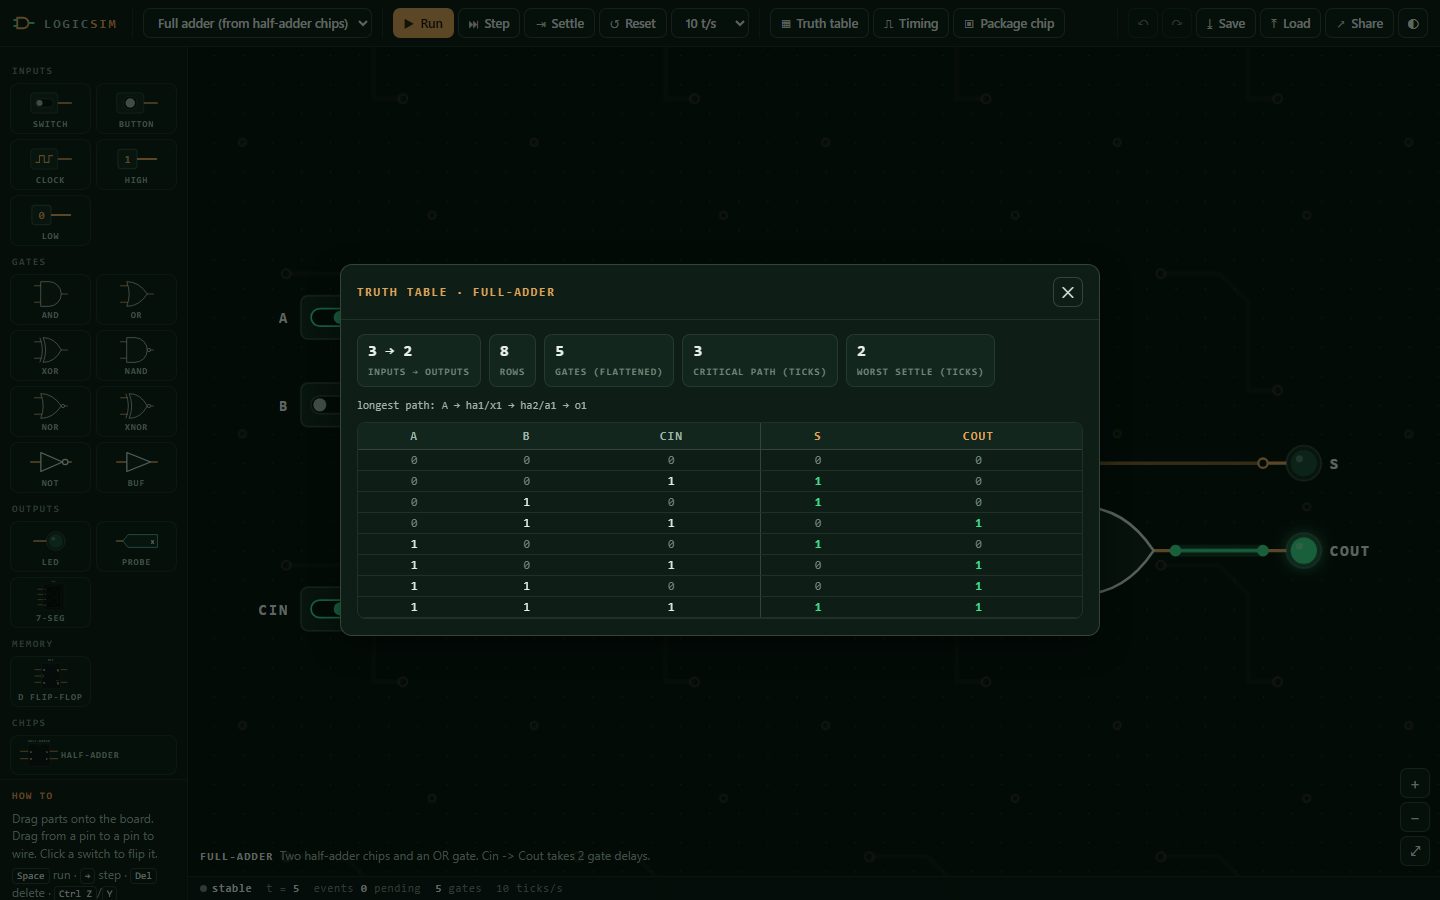 LOGICSIM
Full adder (from half-adder chips)
Run
Step
Settle
Reset
10 t/s
Truth table
Timing
Package chip
Save
Load
Share
INPUTS
SWITCH
BUTTON
CLOCK
1
HIGH
0
LOW
GATES
AND
OR
XOR
NAND
NOR
XNOR
NOT
BUF
OUTPUTS
LED
x
PROBE
7-SEG
MEMORY
D FLIP-FLOP
CHIPS
HALF-ADDER
HOW TO
Drag parts onto the board.
Drag from a pin to a pin to
wire. Click a switch to flip it.
Space run · → step · Del
delete · Ctrl Z / Y
A
B
CIN
S
COUT
TRUTH TABLE · FULL-ADDER
3 → 2
INPUTS → OUTPUTS
8
ROWS
5
GATES (FLATTENED)
3
CRITICAL PATH (TICKS)
2
WORST SETTLE (TICKS)
longest path: A → ha1/x1 → ha2/a1 → o1
A B CIN S COUT
0 0 0 0 0
0 0 1 1 0
0 1 0 1 0
0 1 1 0 1
1 0 0 1 0
1 0 1 0 1
1 1 0 0 1
1 1 1 1 1
FULL-ADDER Two half-adder chips and an OR gate. Cin -> Cout takes 2 gate delays.
stable t = 5 events 0 pending 5 gates 10 ticks/s